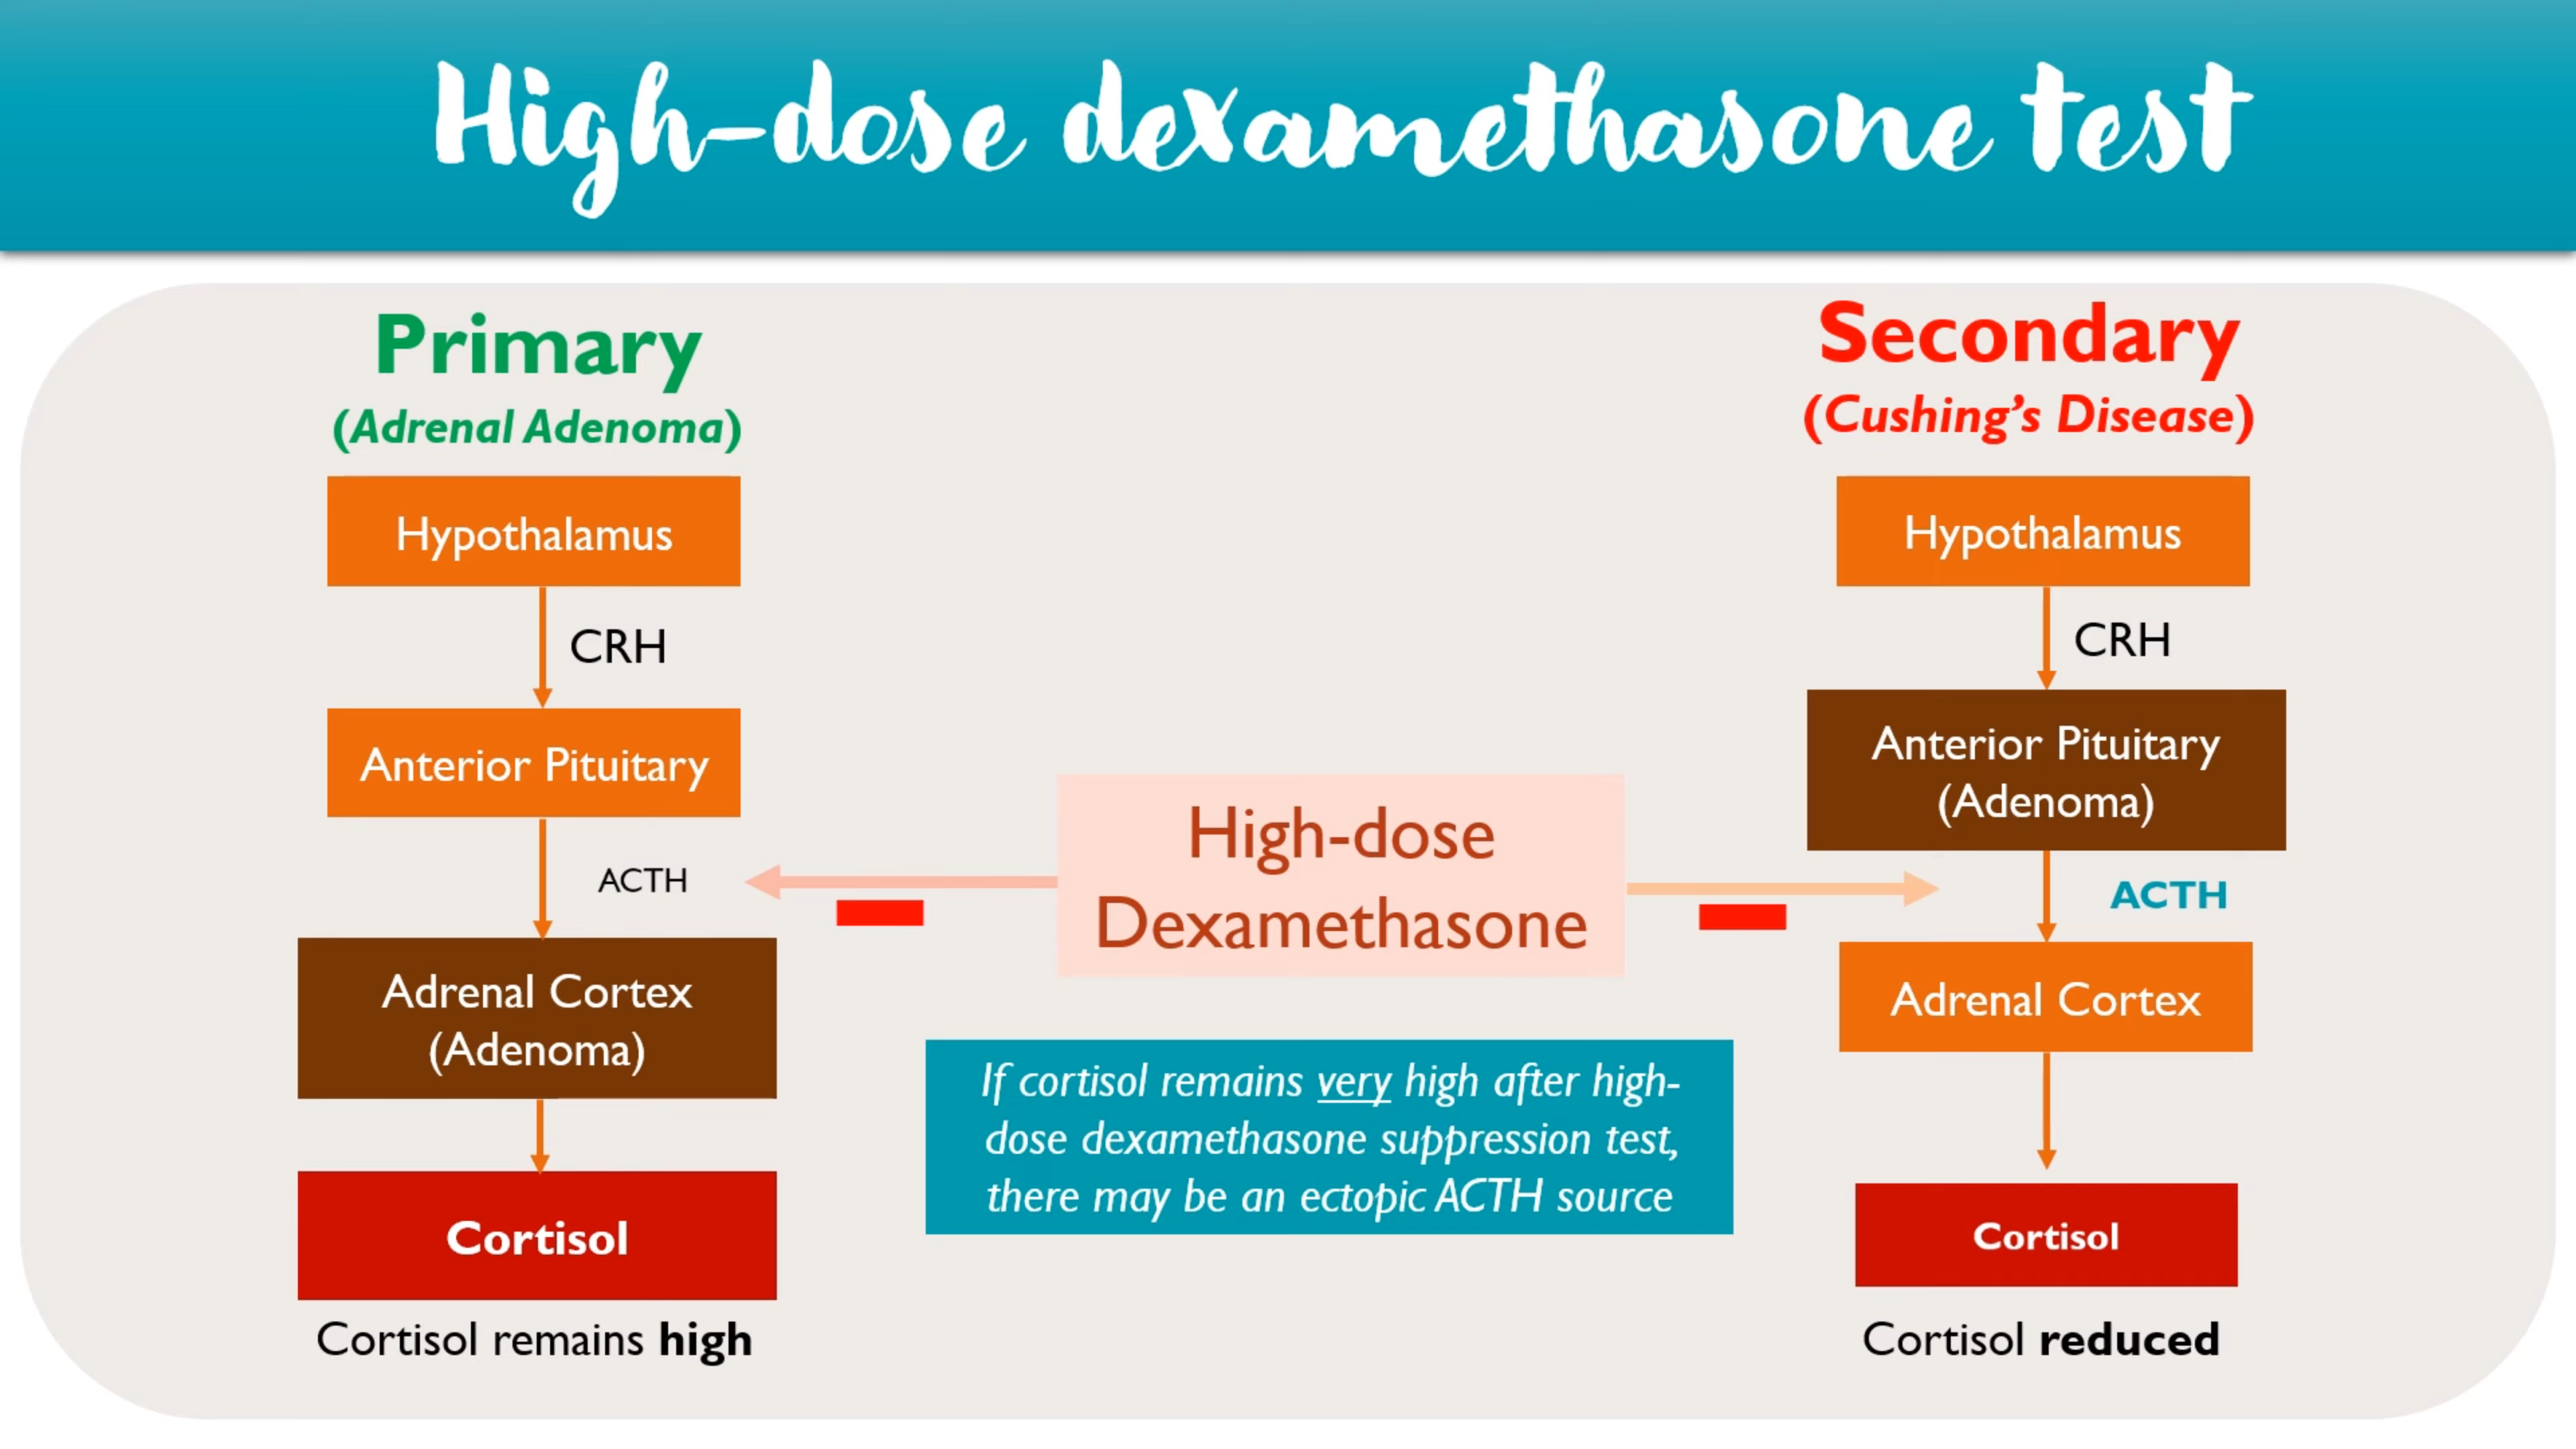 High-dose dexamethasone test
Primary
(Adrenal Adenoma)
Hypothalamus
CRH
Anterior Pituitary
ACTH
Adrenal Cortex
(Adenoma)
Cortisol
Cortisol remains high
High-dose
Dexamethasone
If cortisol remains very high after high-
dose dexamethasone suppression test,
there may be an ectopic ACTH source
Secondary
(Cushing’s Disease)
Hypothalamus
CRH
Anterior Pituitary
(Adenoma)
ACTH
Adrenal Cortex
Cortisol
Cortisol reduced